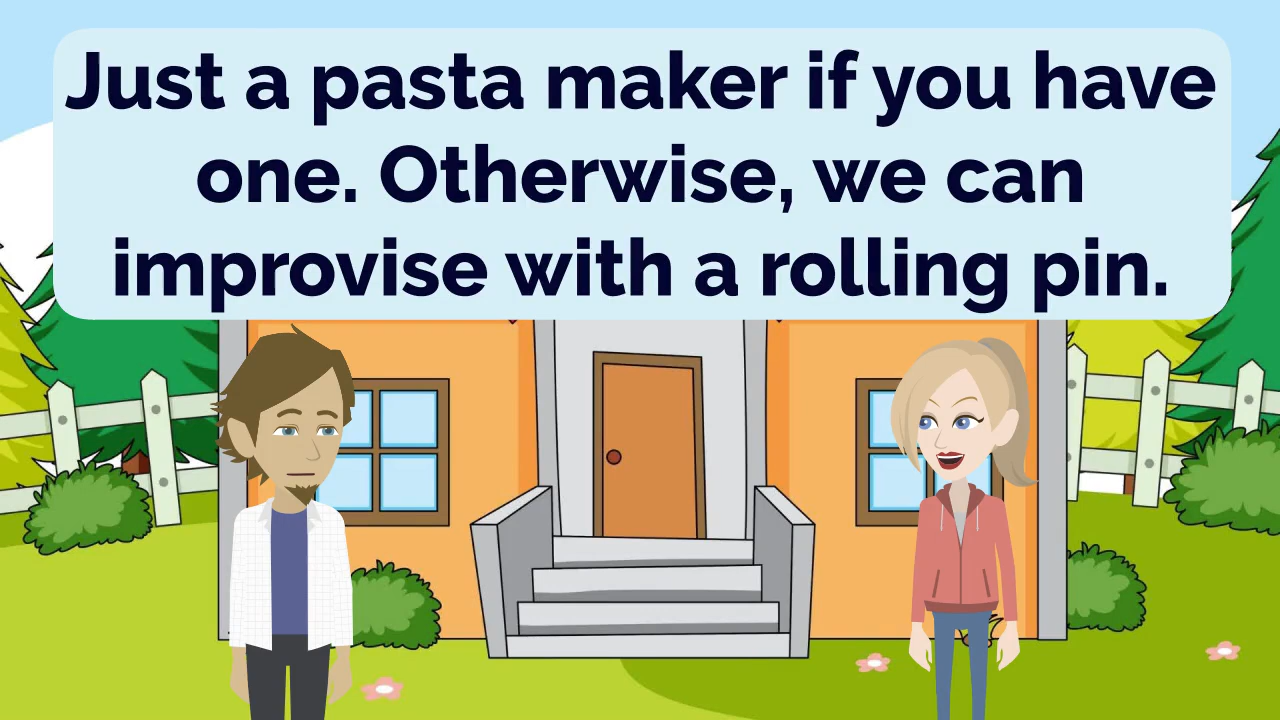 Just a pasta maker if you have
one. Otherwise, we can
improvise with a rolling pin.